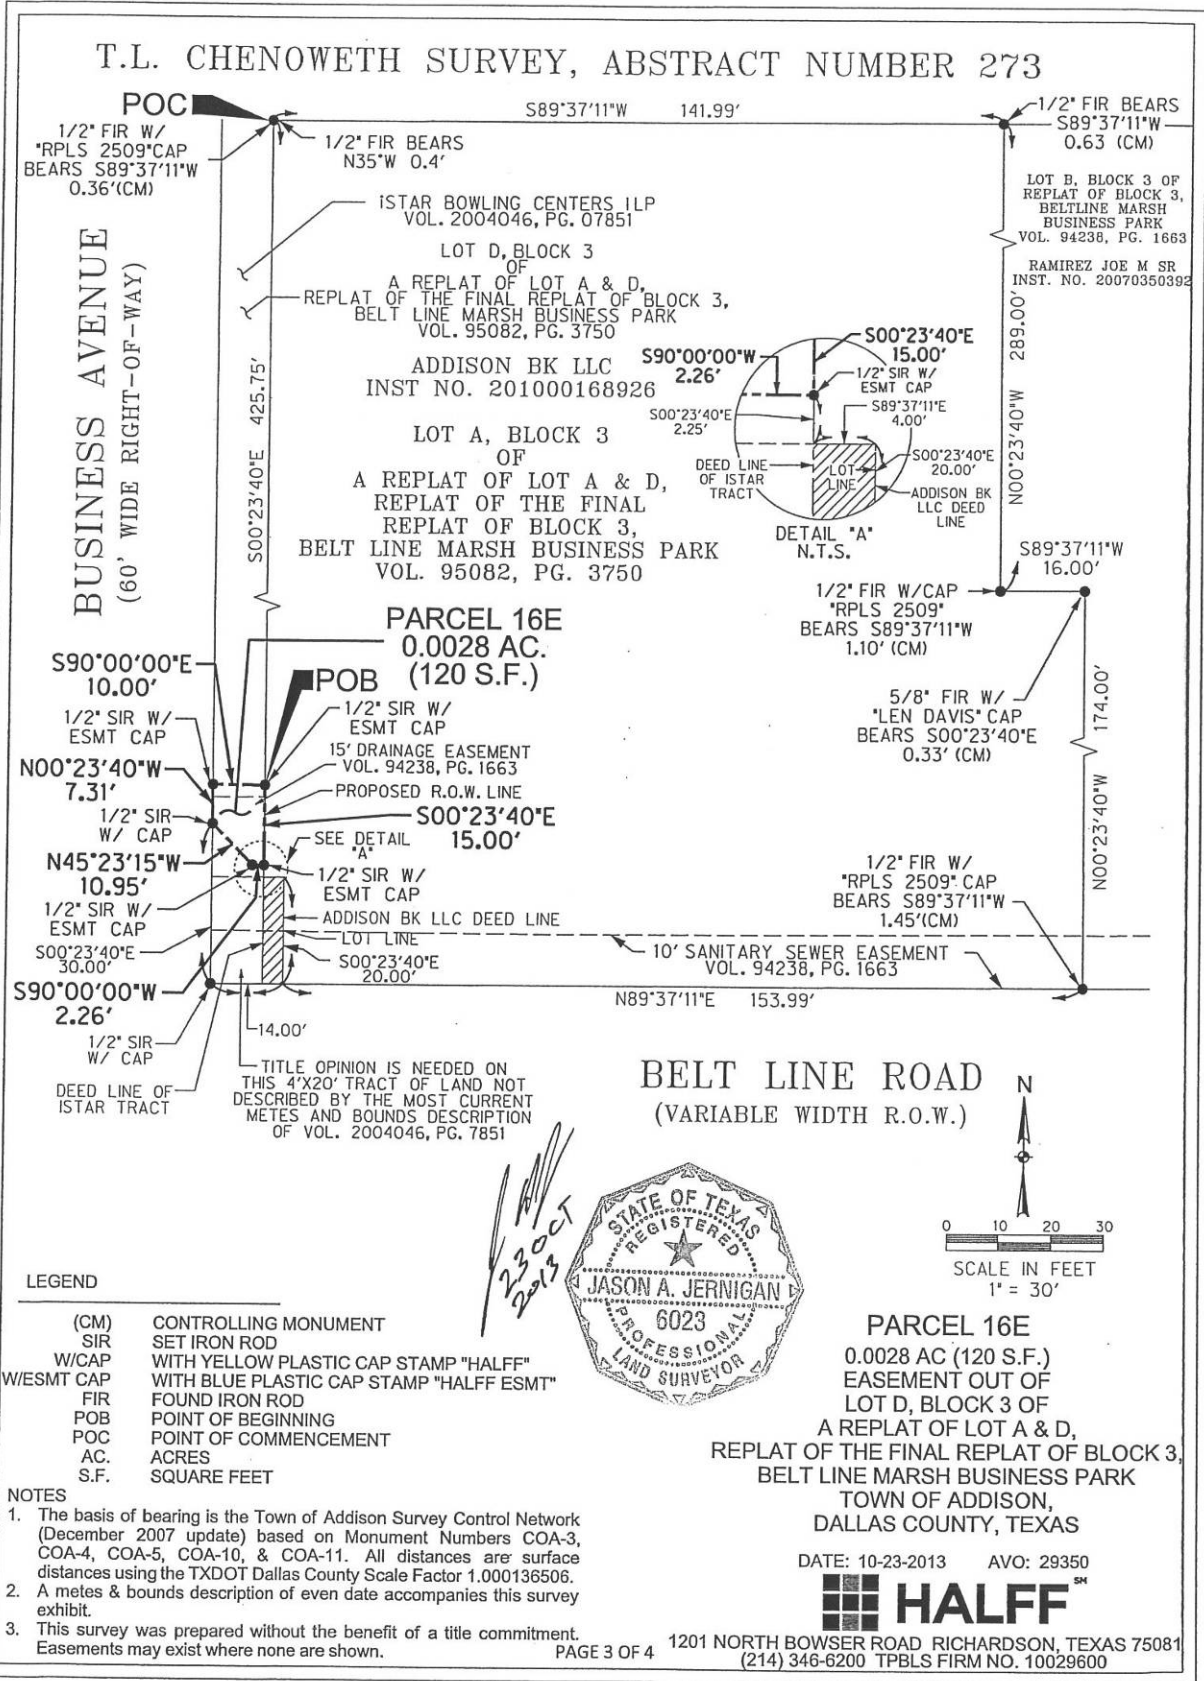 T.L. CHENOWETH SURVEY, ABSTRACT NUMBER 273
POC
1/2" FIR W/
"RPLS 2509"CAP
BEARS S89°37'11"W
0.36'(CM)
1/2" FIR BEARS
N35°W 0.4'
S89°37'11"W 141.99'
1/2" FIR BEARS
S89°37'11"W
0.63 (CM)
LOT B, BLOCK 3 OF
REPLAT OF BLOCK 3,
BELTLINE MARSH
BUSINESS PARK
VOL. 94238, PG. 1663
RAMIREZ JOE M SR
INST. NO. 20070350392
BUSINESS AVENUE
(60' WIDE RIGHT-OF-WAY)
S00°23'40"E 425.75'
ISTAR BOWLING CENTERS ILP
VOL. 2004046, PG. 07851
LOT D, BLOCK 3
OF
A REPLAT OF LOT A & D,
REPLAT OF THE FINAL REPLAT OF BLOCK 3,
BELT LINE MARSH BUSINESS PARK
VOL. 95082, PG. 3750
ADDISON BK LLC
INST NO. 201000168926
LOT A, BLOCK 3
OF
A REPLAT OF LOT A & D,
REPLAT OF THE FINAL
REPLAT OF BLOCK 3,
BELT LINE MARSH BUSINESS PARK
VOL. 95082, PG. 3750
S90°00'00"W
2.26'
S00°23'40"E
15.00'
1/2" SIR W/
ESMT CAP
S00°23'40"E
2.25'
S89°37'11"E
4.00'
DEED LINE
OF ISTAR
TRACT
LOT
LINE
S00°23'40"E
20.00'
ADDISON BK
LLC DEED
LINE
DETAIL "A"
N.T.S.
N00°23'40"W 289.00'
S89°37'11"W
16.00'
1/2" FIR W/CAP
"RPLS 2509"
BEARS S89°37'11"W
1.10' (CM)
5/8" FIR W/
"LEN DAVIS" CAP
BEARS S00°23'40"E
0.33' (CM)
N00°23'40"W 174.00'
1/2" FIR W/
"RPLS 2509" CAP
BEARS S89°37'11"W
1.45'(CM)
PARCEL 16E
0.0028 AC.
(120 S.F.)
POB
S90°00'00"E
10.00'
1/2" SIR W/
ESMT CAP
N00°23'40"W
7.31'
1/2" SIR
W/ CAP
N45°23'15"W
10.95'
1/2" SIR W/
ESMT CAP
S00°23'40"E
30.00'
S90°00'00"W
2.26'
1/2" SIR
W/ CAP
DEED LINE OF
ISTAR TRACT
1/2" SIR W/
ESMT CAP
15' DRAINAGE EASEMENT
VOL. 94238, PG. 1663
PROPOSED R.O.W. LINE
S00°23'40"E
15.00'
SEE DETAIL
"A"
1/2" SIR W/
ESMT CAP
ADDISON BK LLC DEED LINE
LOT LINE
S00°23'40"E
20.00'
10' SANITARY SEWER EASEMENT
VOL. 94238, PG. 1663
N89°37'11"E 153.99'
14.00'
TITLE OPINION IS NEEDED ON
THIS 4'X20' TRACT OF LAND NOT
DESCRIBED BY THE MOST CURRENT
METES AND BOUNDS DESCRIPTION
OF VOL. 2004046, PG. 7851
BELT LINE ROAD
(VARIABLE WIDTH R.O.W.)
N
0 10 20 30
SCALE IN FEET
1" = 30'
23 OCT
2013
STATE OF TEXAS
REGISTERED
JASON A. JERNIGAN
6023
PROFESSIONAL
LAND SURVEYOR
LEGEND
(CM) CONTROLLING MONUMENT
SIR SET IRON ROD
W/CAP WITH YELLOW PLASTIC CAP STAMP "HALFF"
W/ESMT CAP WITH BLUE PLASTIC CAP STAMP "HALFF ESMT"
FIR FOUND IRON ROD
POB POINT OF BEGINNING
POC POINT OF COMMENCEMENT
AC. ACRES
S.F. SQUARE FEET
NOTES
1. The basis of bearing is the Town of Addison Survey Control Network
(December 2007 update) based on Monument Numbers COA-3,
COA-4, COA-5, COA-10, & COA-11. All distances are surface
distances using the TXDOT Dallas County Scale Factor 1.000136506.
2. A metes & bounds description of even date accompanies this survey
exhibit.
3. This survey was prepared without the benefit of a title commitment.
Easements may exist where none are shown.
PAGE 3 OF 4
PARCEL 16E
0.0028 AC (120 S.F.)
EASEMENT OUT OF
LOT D, BLOCK 3 OF
A REPLAT OF LOT A & D,
REPLAT OF THE FINAL REPLAT OF BLOCK 3,
BELT LINE MARSH BUSINESS PARK
TOWN OF ADDISON,
DALLAS COUNTY, TEXAS
DATE: 10-23-2013 AVO: 29350
HALFF SM
1201 NORTH BOWSER ROAD RICHARDSON, TEXAS 75081
(214) 346-6200 TPBLS FIRM NO. 10029600